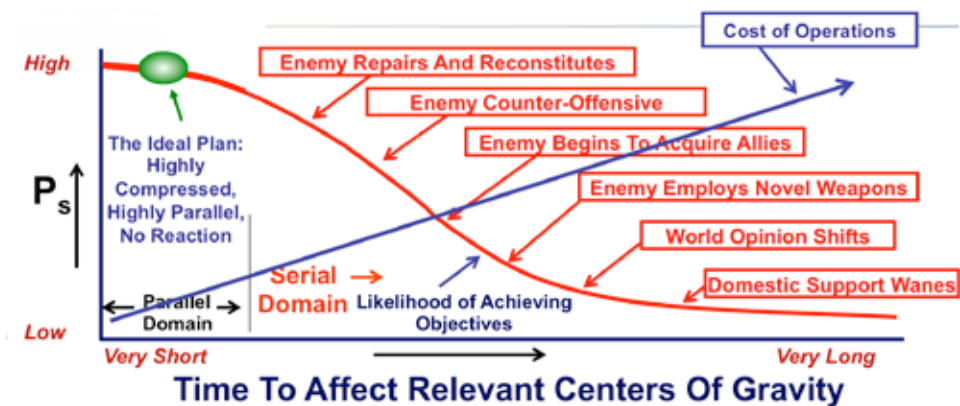 Cost of Operations
High
Enemy Repairs And Reconstitutes
Enemy Counter-Offensive
The Ideal Plan:
Highly
Compressed,
Highly Parallel,
No Reaction
Enemy Begins To Acquire Allies
Ps
Enemy Employs Novel Weapons
World Opinion Shifts
Serial
Domain
Domestic Support Wanes
Parallel
Domain
Likelihood of Achieving
Objectives
Low
Very Short
Very Long
Time To Affect Relevant Centers Of Gravity